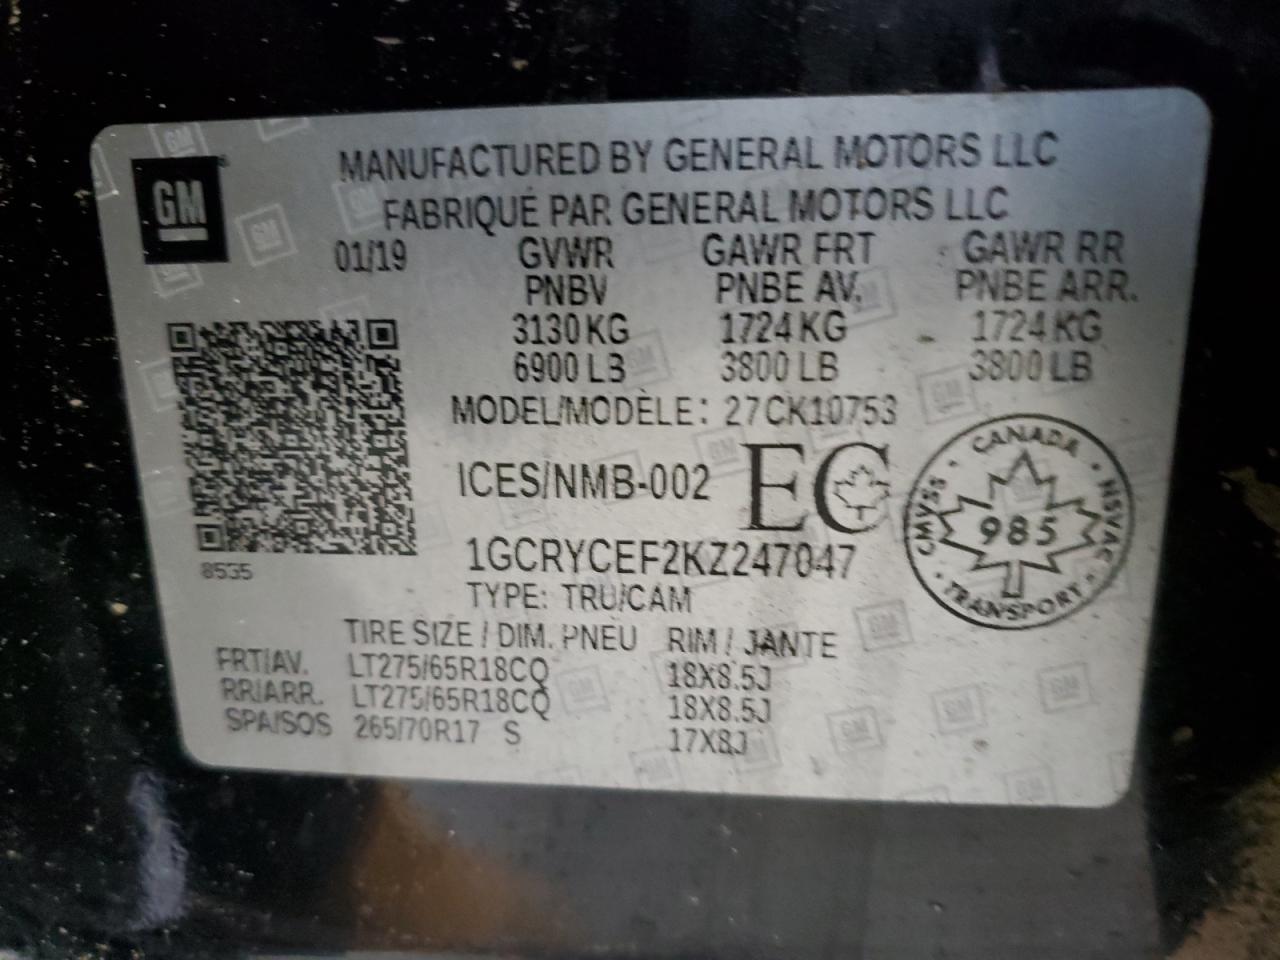 GM
MANUFACTURED BY GENERAL MOTORS LLC
FABRIQUÉ PAR GENERAL MOTORS LLC
01/19 GVWR GAWR FRT GAWR RR
PNBV PNBE AV. PNBE ARR.
3130 KG 1724 KG 1724 KG
6900 LB 3800 LB 3800 LB
MODEL/MODÈLE: 27CK10753
ICES/NMB-002 EC
CANADA
CMVSS 985 NSVAC
TRANSPORT
1GCRYCEF2KZ247047
8535
TYPE: TRU/CAM
TIRE SIZE / DIM. PNEU RIM / JANTE
FRT/AV. LT275/65R18CQ 18X8.5J
RR/ARR. LT275/65R18CQ 18X8.5J
SPA/SOS 265/70R17 S 17X8J